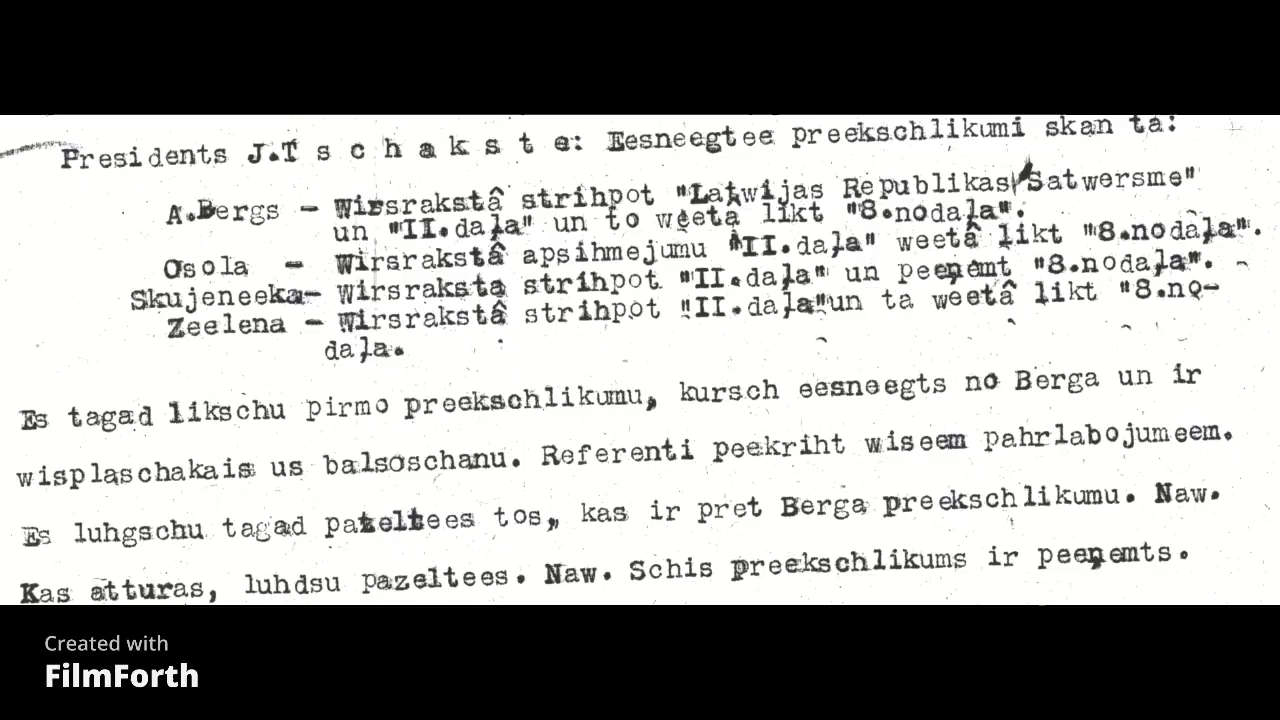 Presidents J.T s c h a k s t e: Eesneegtee preekschlikumi skan tā:
A.Bergs - Wirsrakstâ strihpot "Latwijas Republikas Satwersme"
un "II.daļa" un to weeta likt "8.nodaļa".
Osola - Wirsrakstâ apsihmejumu "II.daļa" weetâ likt "8.nodaļa".
Skujeneeka- Wirsraksta strihpot "II.daļa" un peeņemt "8.nodaļa".
Zeelena - Wirsrakstâ strihpot "II.daļa"un ta weetâ likt "8.no-
daļa.
Es tagad likschu pirmo preekschlikumu, kursch eesneegts no Berga un ir
wisplaschakais us balsoschanu. Referenti peekriht wiseem pahrlabojumeem.
Es luhgschu tagad pazeltees tos, kas ir pret Berga preekschlikumu. Naw.
Kas atturas, luhdsu pazeltees. Naw. Schis preekschlikums ir peeņemts.
Created with
FilmForth